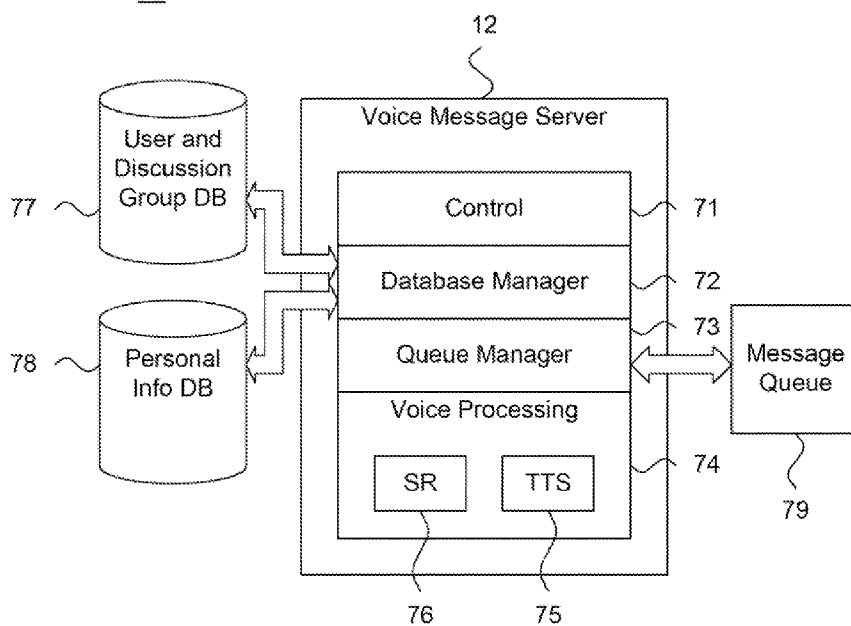 12
Voice Message Server
User and
Discussion
Group DB
77
Control
71
Database Manager
72
73
Personal
Info DB
78
Queue Manager
Message
Queue
79
Voice Processing
74
SR
TTS
76
75